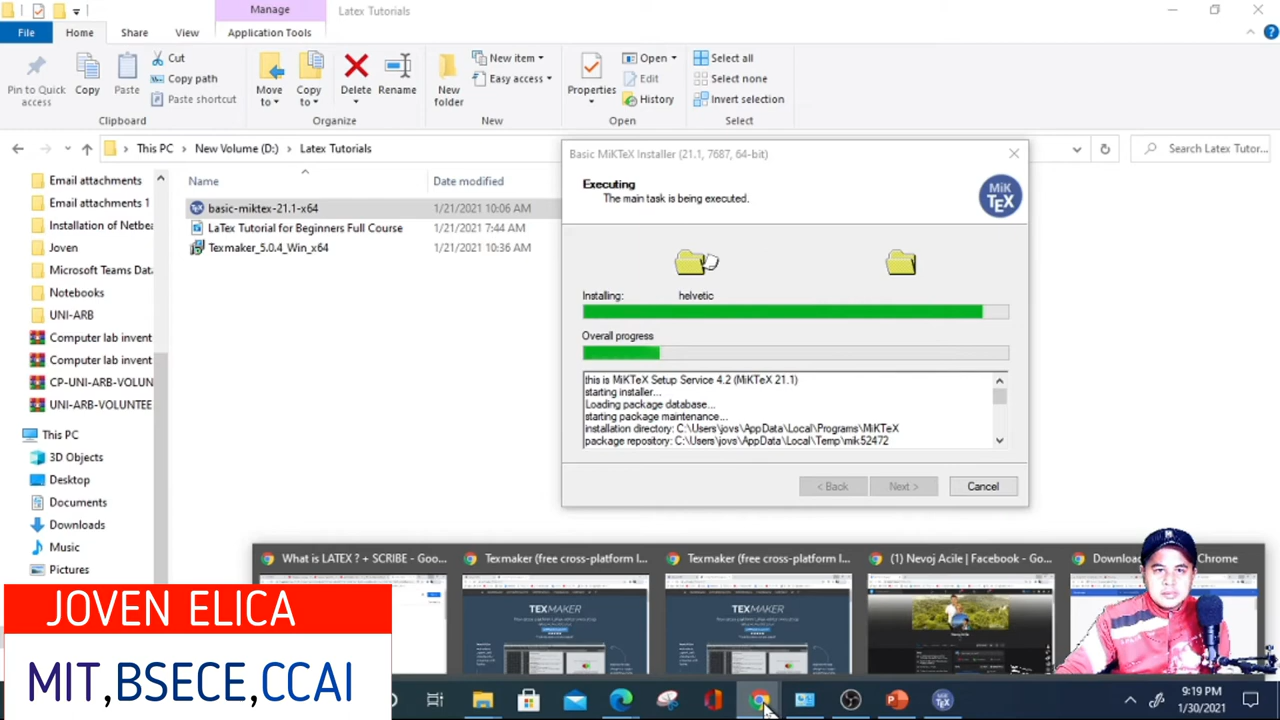 Manage
Latex Tutorials
File
Home
Share
View
Application Tools
Pin to Quick access
Copy
Paste
Cut
Copy path
Paste shortcut
Clipboard
Move to
Copy to
Delete
Rename
Organize
New folder
New item
Easy access
New
Properties
Open
Edit
History
Open
Select all
Select none
Invert selection
Select
This PC
New Volume (D:)
Latex Tutorials
Search Latex Tutor...
Email attachments
Email attachments 1
Installation of Netbea
Joven
Microsoft Teams Dat
Notebooks
UNI-ARB
Computer lab invent
Computer lab invent
CP-UNI-ARB-VOLUN
UNI-ARB-VOLUNTEE
This PC
3D Objects
Desktop
Documents
Downloads
Music
Pictures
Name
Date modified
basic-miktex-21.1-x64
1/21/2021 10:06 AM
LaTex Tutorial for Beginners Full Course
1/21/2021 7:44 AM
Texmaker_5.0.4_Win_x64
1/21/2021 10:36 AM
Basic MiKTeX Installer (21.1, 7687, 64-bit)
Executing
The main task is being executed.
MiK
TEX
Installing: helvetic
Overall progress
this is MiKTeX Setup Service 4.2 (MiKTeX 21.1)
starting installer...
Loading package database...
starting package maintenance...
installation directory: C:\Users\jovs\AppData\Local\Programs\MiKTeX
package repository: C:\Users\jovs\AppData\Local\Temp\mik52472
< Back
Next >
Cancel
What is LATEX ? + SCRIBE - Goo...
Texmaker (free cross-platform l...
Texmaker (free cross-platform l...
(1) Nevoj Acile | Facebook - Go...
Downloa
Chrome
TEXMAKER
TEXMAKER
JOVEN ELICA
MIT,BSECE,CCAI
9:19 PM
1/30/2021